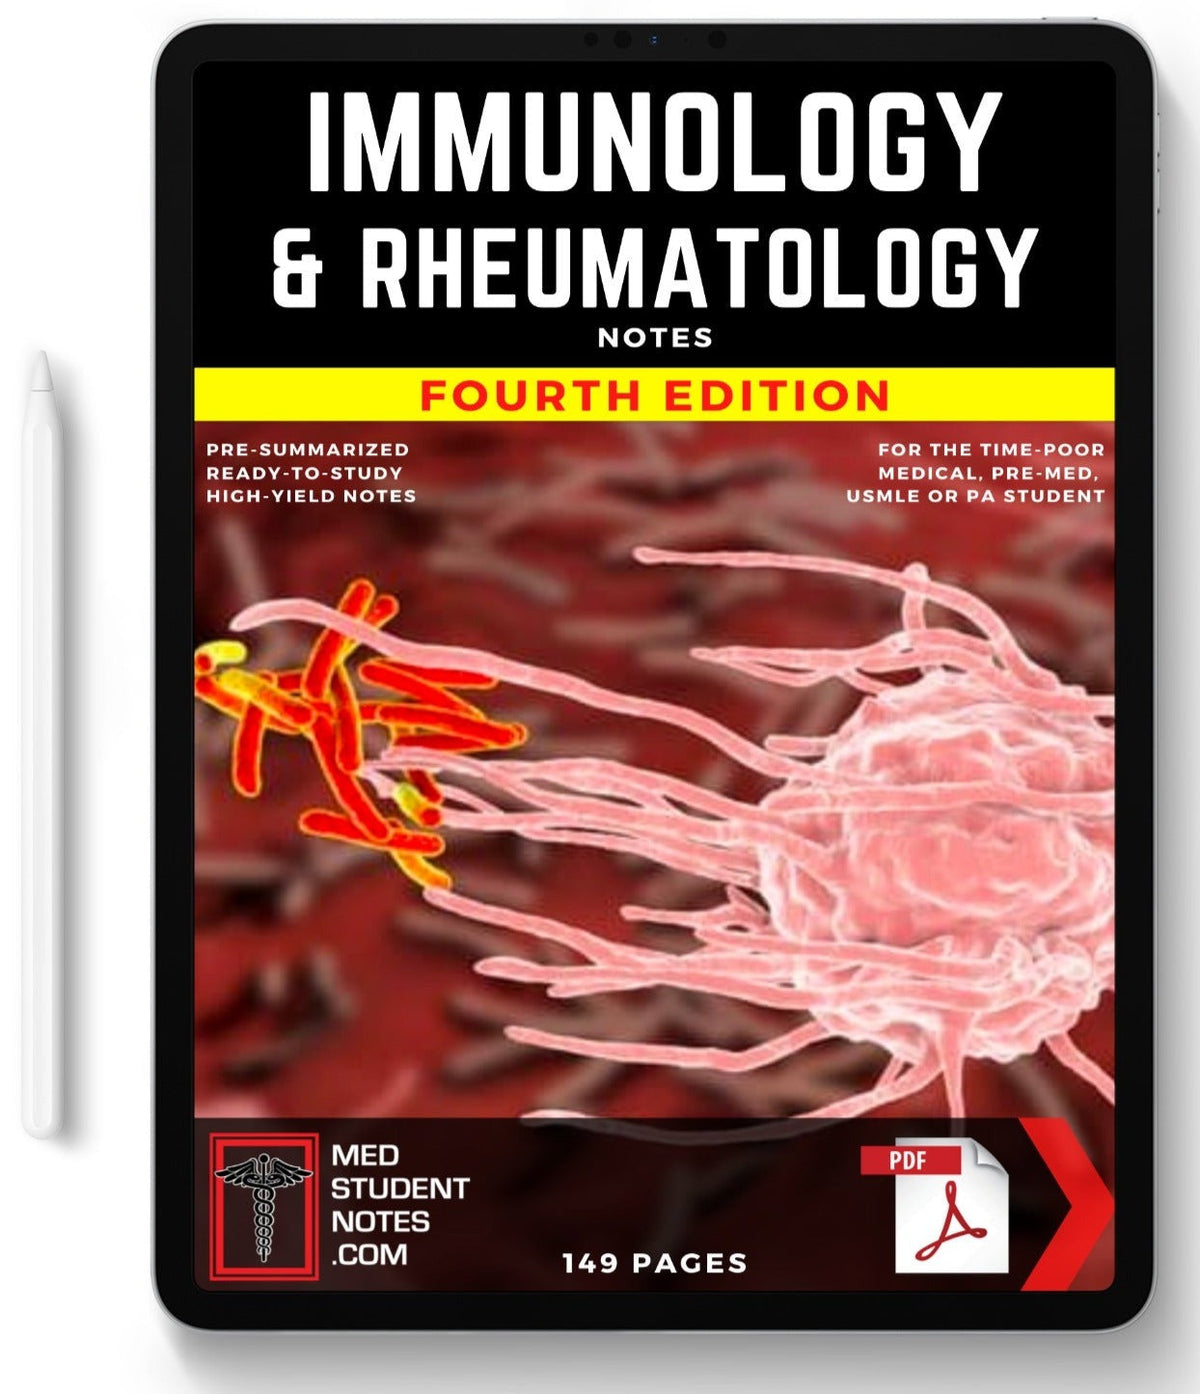 IMMUNOLOGY
& RHEUMATOLOGY
NOTES
FOURTH EDITION
PRE-SUMMARIZED
READY-TO-STUDY
HIGH-YIELD NOTES
FOR THE TIME-POOR
MEDICAL, PRE-MED,
USMLE OR PA STUDENT
MED
STUDENT
NOTES
.COM
149 PAGES
PDF